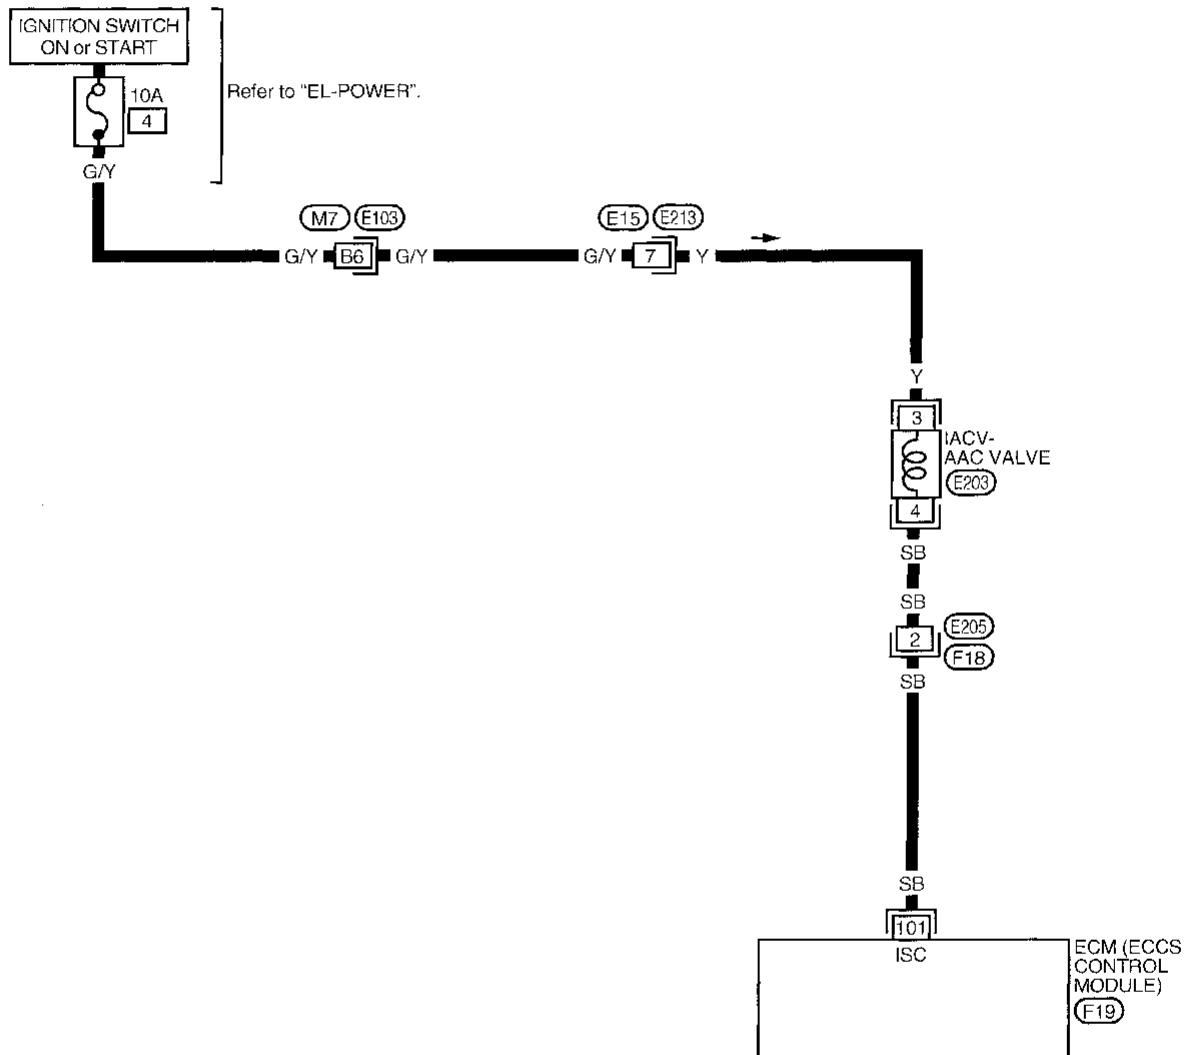 IGNITION SWITCH
ON or START
10A
4
Refer to "EL-POWER".
G/Y
M7 E103
E15 E213
G/Y B6 G/Y
G/Y 7 Y
Y
3
IACV-
AAC VALVE
E203
4
SB
SB
2
E205
F18
SB
SB
101
ISC
ECM (ECCS
CONTROL
MODULE)
F19